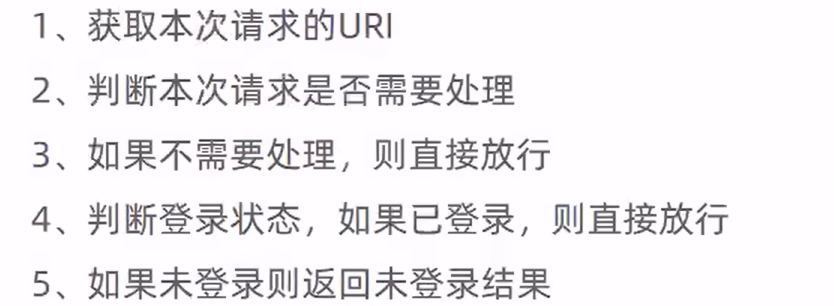 1、获取本次请求的URI
2、判断本次请求是否需要处理
3、如果不需要处理，则直接放行
4、判断登录状态，如果已登录，则直接放行
5、如果未登录则返回未登录结果